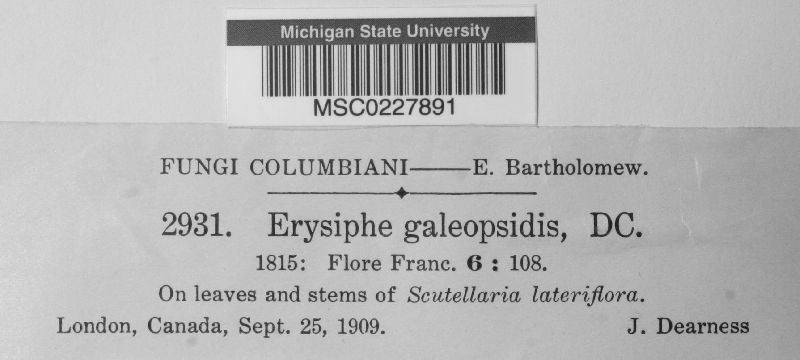 Michigan State University
MSC0227891
FUNGI COLUMBIANI——E. Bartholomew.
2931. Erysiphe galeopsidis, DC.
1815: Flore Franc. 6 : 108.
On leaves and stems of Scutellaria lateriflora.
London, Canada, Sept. 25, 1909. J. Dearness